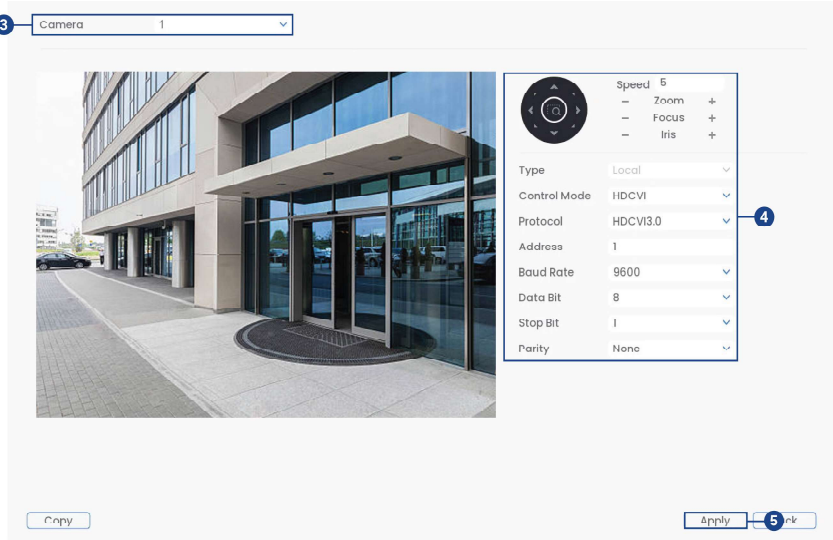 3
Camera 1
Speed 5
− Zoom +
− Focus +
− Iris +
Type Local
Control Mode HDCVI
Protocol HDCVI3.0
4
Address 1
Baud Rate 9600
Data Bit 8
Stop Bit 1
Parity None
Copy
Apply
5